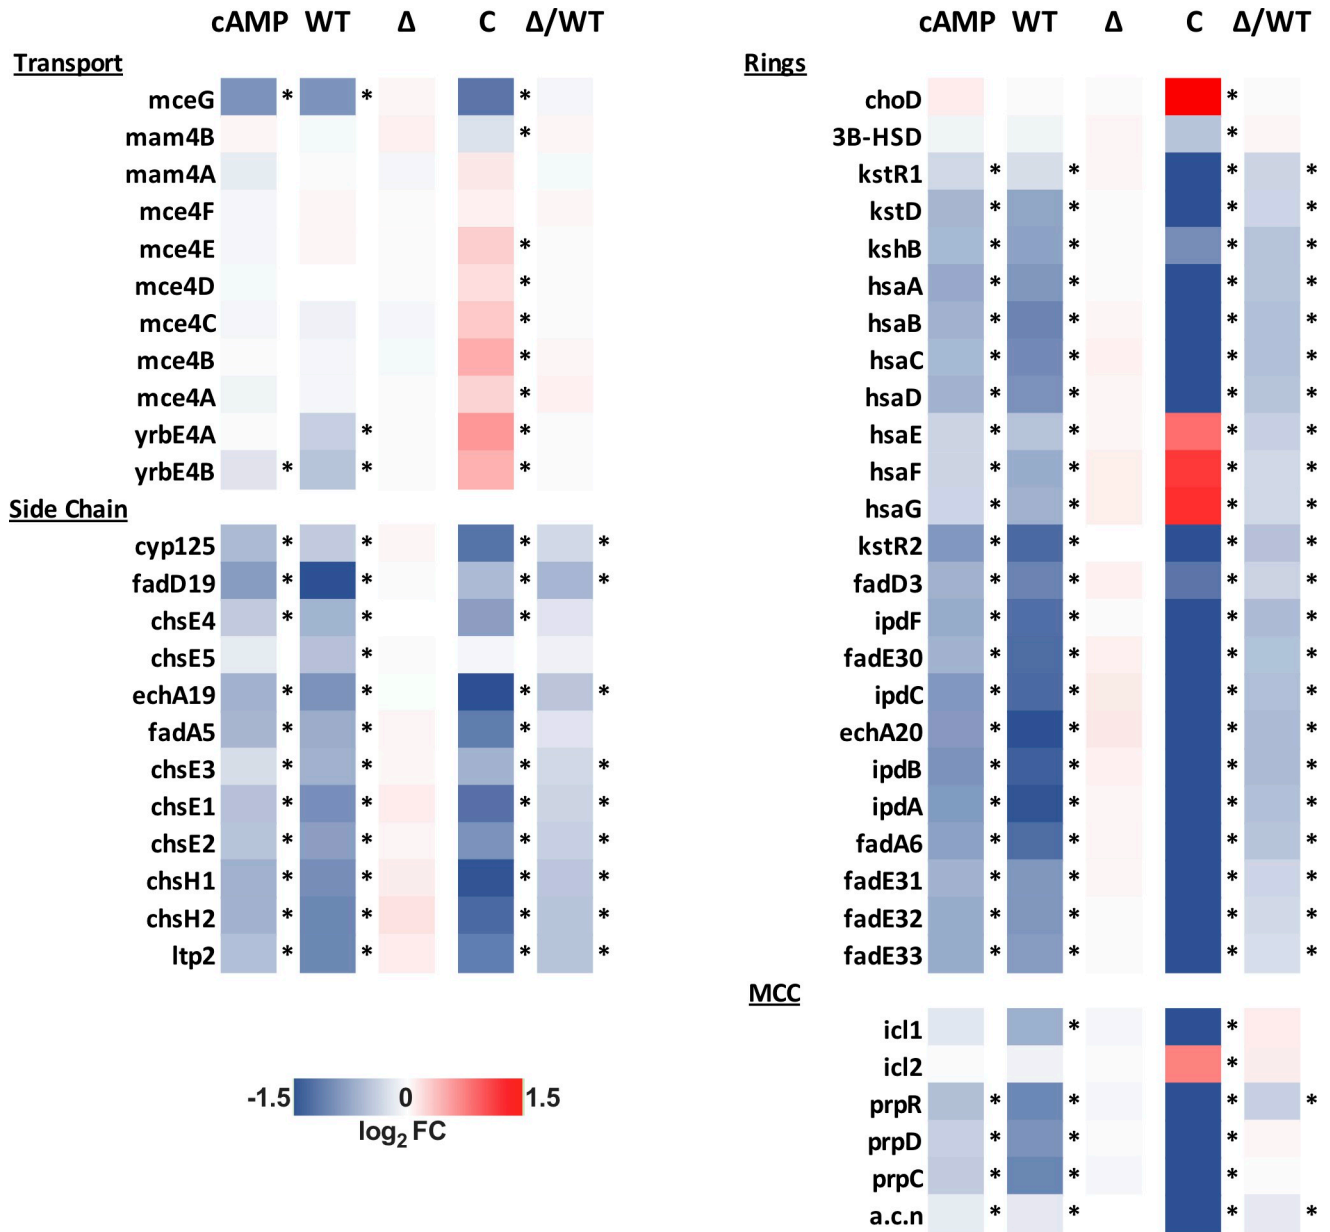 cAMP WT Δ C Δ/WT
Transport
mceG * * *
mam4B *
mam4A
mce4F
mce4E *
mce4D *
mce4C *
mce4B *
mce4A *
yrbE4A * *
yrbE4B * * *
Side Chain
cyp125 * * * *
fadD19 * * * *
chsE4 * * *
chsE5 *
echA19 * * * *
fadA5 * * *
chsE3 * * * *
chsE1 * * * *
chsE2 * * * *
chsH1 * * * *
chsH2 * * * *
ltp2 * * * *
-1.5 0 1.5
log2 FC
cAMP WT Δ C Δ/WT
Rings
choD *
3B-HSD *
kstR1 * * * *
kstD * * * *
kshB * * * *
hsaA * * * *
hsaB * * * *
hsaC * * * *
hsaD * * * *
hsaE * * * *
hsaF * * * *
hsaG * * * *
kstR2 * * * *
fadD3 * * * *
ipdF * * * *
fadE30 * * * *
ipdC * * * *
echA20 * * * *
ipdB * * * *
ipdA * * * *
fadA6 * * * *
fadE31 * * * *
fadE32 * * * *
fadE33 * * * *
MCC
icl1 * *
icl2 *
prpR * * * *
prpD * * *
prpC * * *
a.c.n * * * *